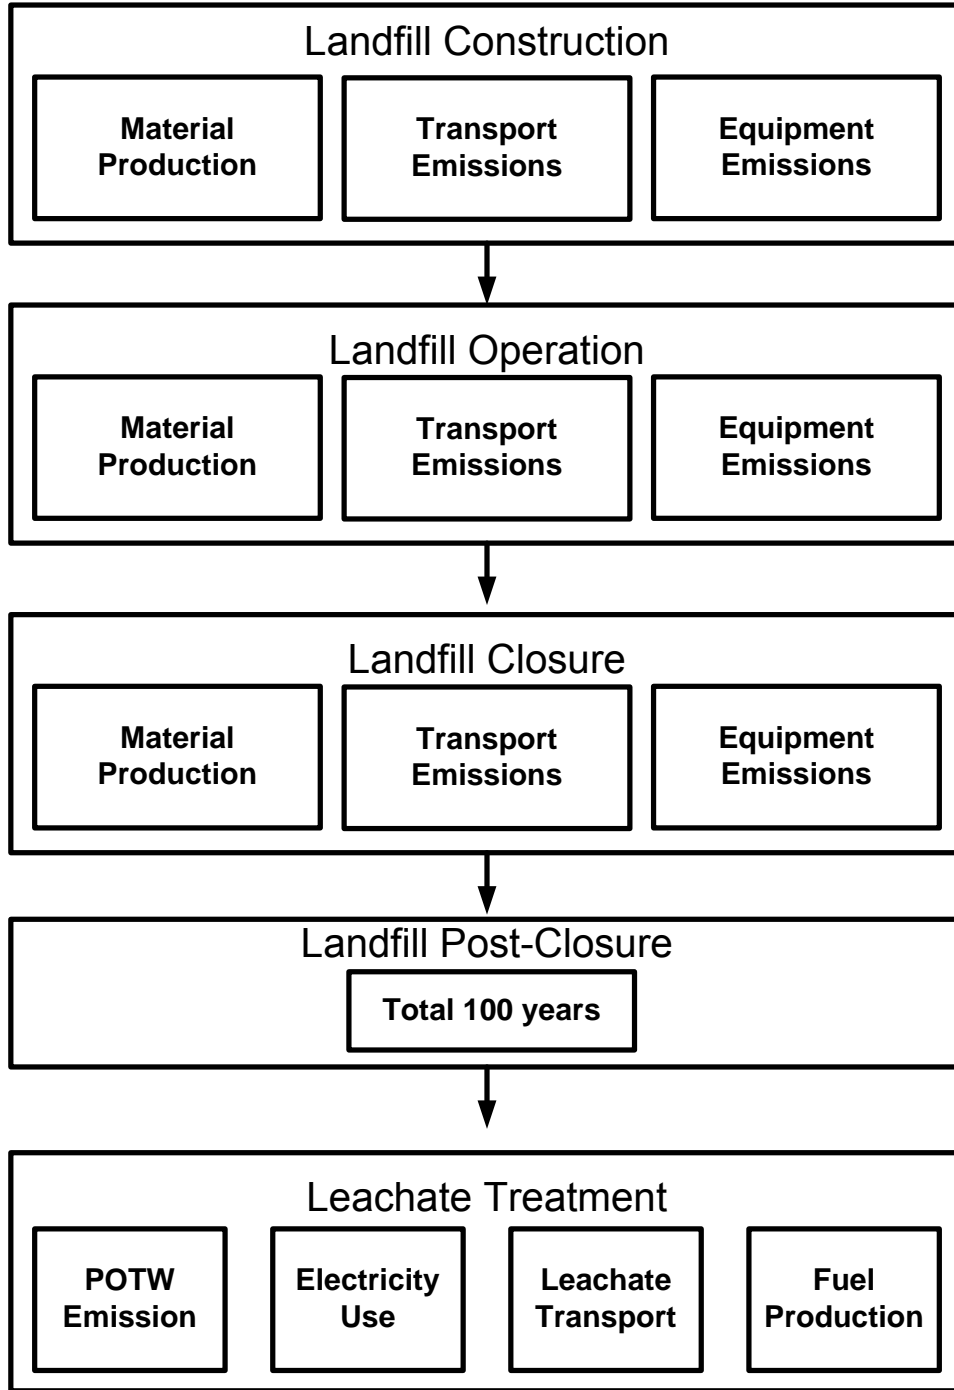 Landfill Construction
Material
Production
Transport
Emissions
Equipment
Emissions
Landfill Operation
Material
Production
Transport
Emissions
Equipment
Emissions
Landfill Closure
Material
Production
Transport
Emissions
Equipment
Emissions
Landfill Post-Closure
Total 100 years
Leachate Treatment
POTW
Emission
Electricity
Use
Leachate
Transport
Fuel
Production